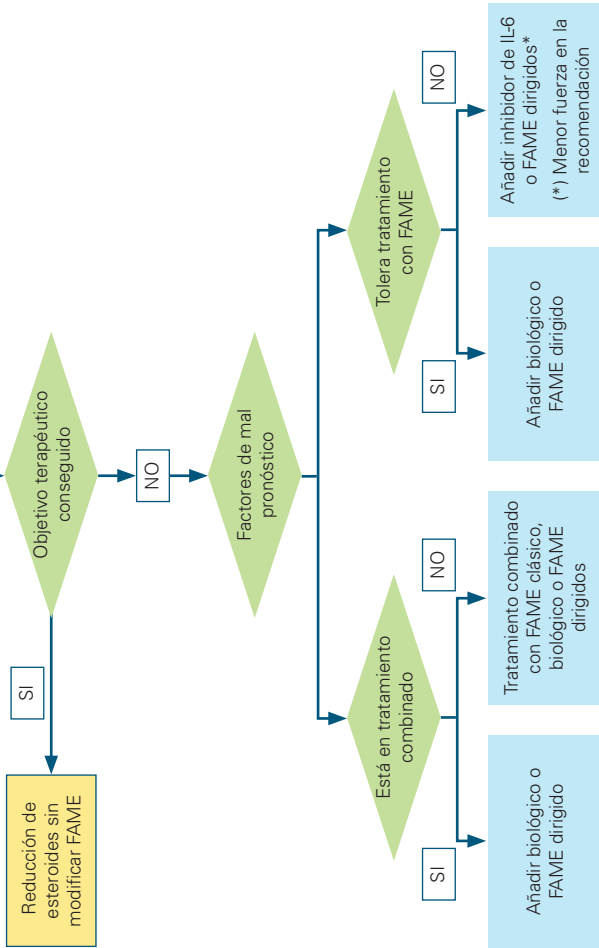 Objetivo terapéutico
conseguido
SI
Reducción de
esteroides sin
modificar FAME
NO
Factores de mal
pronóstico
Está en tratamiento
combinado
SI
Añadir biológico o
FAME dirigido
NO
Tratamiento combinado
con FAME clásico,
biológico o FAME
dirigidos
Tolera tratamiento
con FAME
SI
Añadir biológico o
FAME dirigido
NO
Añadir inhibidor de IL-6
o FAME dirigidos*
(*) Menor fuerza en la
recomendación